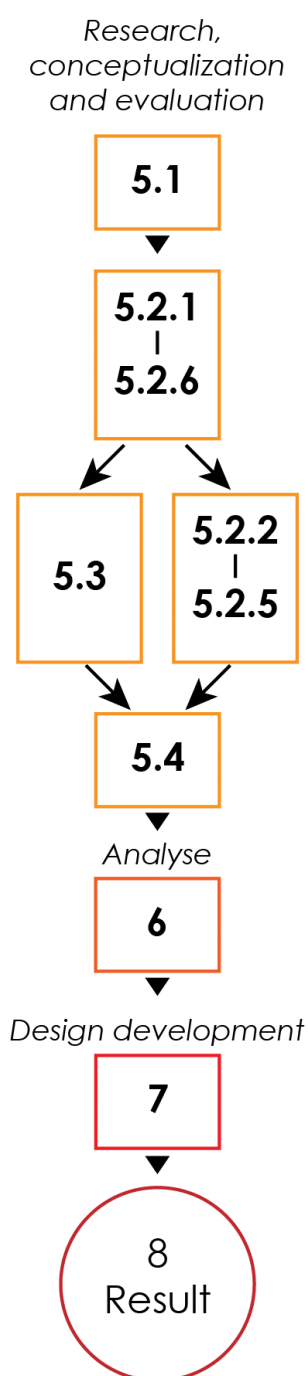 Research,
conceptualization
and evaluation
5.1
5.2.1
|
5.2.6
5.3
5.2.2
|
5.2.5
5.4
Analyse
6
Design development
7
8
Result